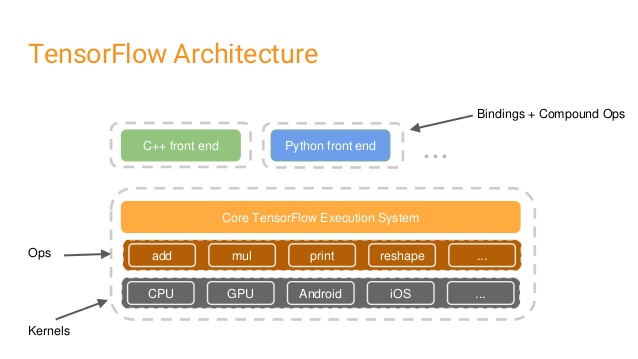 TensorFlow Architecture
Bindings + Compound Ops
C++ front end
Python front end
...
Core TensorFlow Execution System
Ops
add
mul
print
reshape
...
CPU
GPU
Android
iOS
...
Kernels